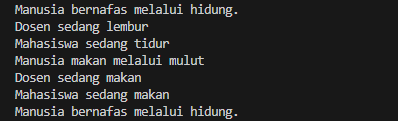 Manusia bernafas melalui hidung.
Dosen sedang lembur
Mahasiswa sedang tidur
Manusia makan melalui mulut
Dosen sedang makan
Mahasiswa sedang makan
Manusia bernafas melalui hidung.